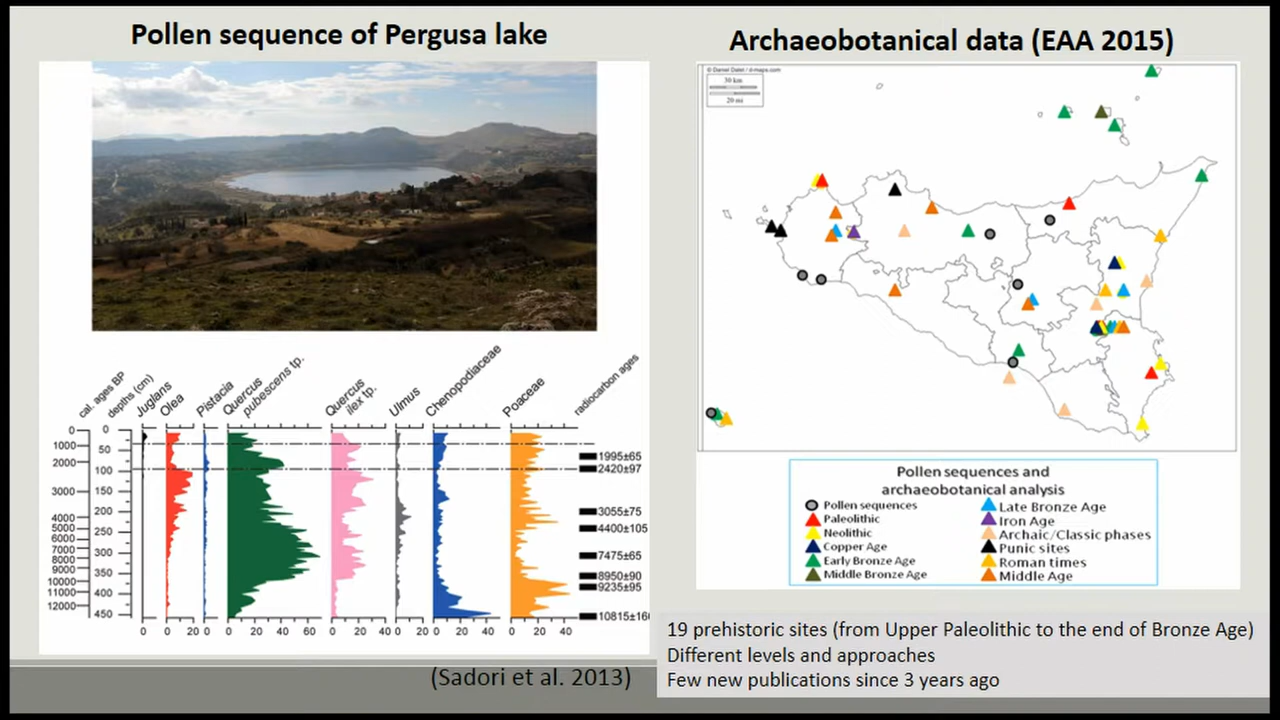 Pollen sequence of Pergusa lake
Archaeobotanical data (EAA 2015)
© Daniel Dalet / d-maps.com
30 km
20 mi
cal. ages BP
depths (cm)
Juglans
Olea
Pistacia
Quercus
pubescens tp.
Quercus
ilex tp.
Ulmus
Chenopodiaceae
Poaceae
radiocarbon ages
0
1000
2000
3000
4000
5000
6000
7000
8000
9000
10000
11000
12000
0
50
100
150
200
250
300
350
400
450
1995±65
2420±97
3055±75
4400±105
7475±65
8950±90
9235±95
10815±16
0 0 20 0 0 20 40 60 0 20 0 0 20 40 0 20 40
Pollen sequences and
archaeobotanical analysis
Pollen sequences
Paleolithic
Neolithic
Copper Age
Early Bronze Age
Middle Bronze Age
Late Bronze Age
Iron Age
Archaic/Classic phases
Punic sites
Roman times
Middle Age
(Sadori et al. 2013)
19 prehistoric sites (from Upper Paleolithic to the end of Bronze Age)
Different levels and approaches
Few new publications since 3 years ago